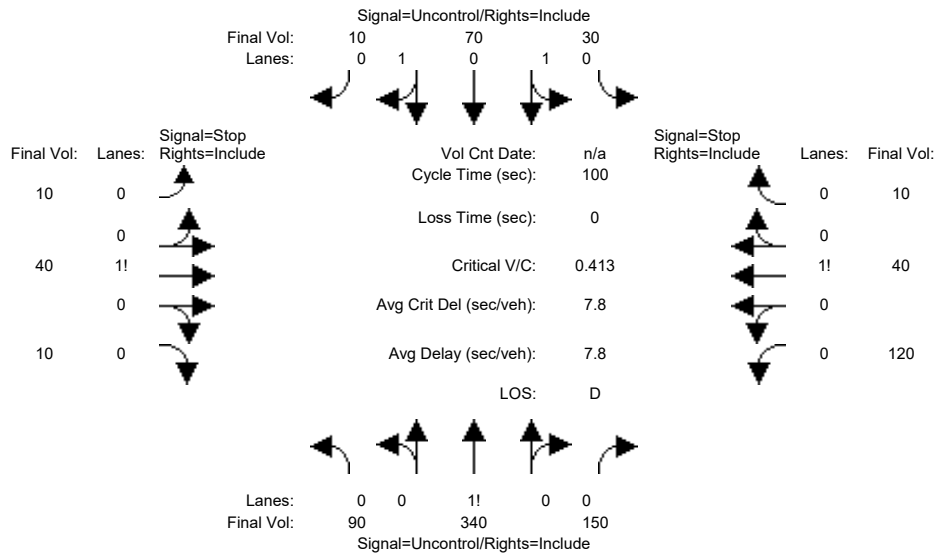 Signal=Uncontrol/Rights=Include
Final Vol: 10 70 30
Lanes: 0 1 0 1 0
Signal=Stop
Final Vol: Lanes: Rights=Include
Vol Cnt Date: n/a
Signal=Stop
Rights=Include Lanes: Final Vol:
Cycle Time (sec): 100
10 0
0 10
Loss Time (sec): 0
0
0
40 1!
Critical V/C: 0.413
1! 40
0
Avg Crit Del (sec/veh): 7.8
0
10 0
Avg Delay (sec/veh): 7.8
0 120
LOS: D
Lanes: 0 0 1! 0 0
Final Vol: 90 340 150
Signal=Uncontrol/Rights=Include